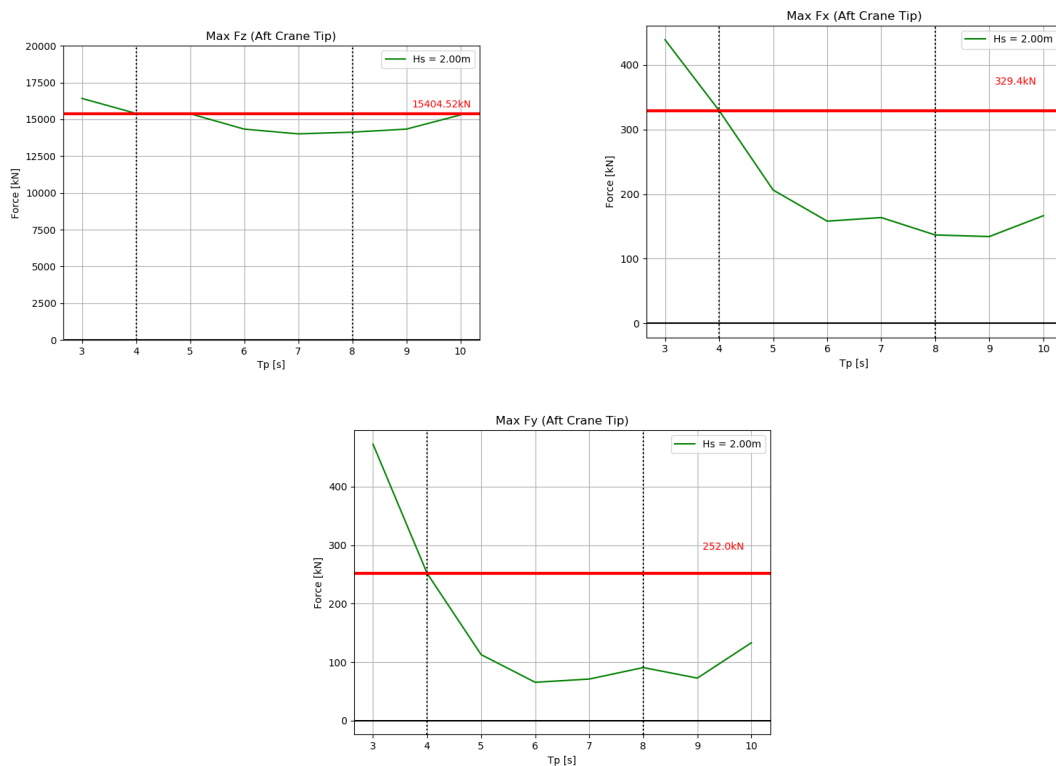 Max Fz (Aft Crane Tip)
Hs = 2.00m
15404.52kN
Force [kN]
20000
17500
15000
12500
10000
7500
5000
2500
0
3 4 5 6 7 8 9 10
Tp [s]
Max Fx (Aft Crane Tip)
Hs = 2.00m
329.4kN
Force [kN]
400
300
200
100
0
3 4 5 6 7 8 9 10
Tp [s]
Max Fy (Aft Crane Tip)
Hs = 2.00m
252.0kN
Force [kN]
400
300
200
100
0
3 4 5 6 7 8 9 10
Tp [s]